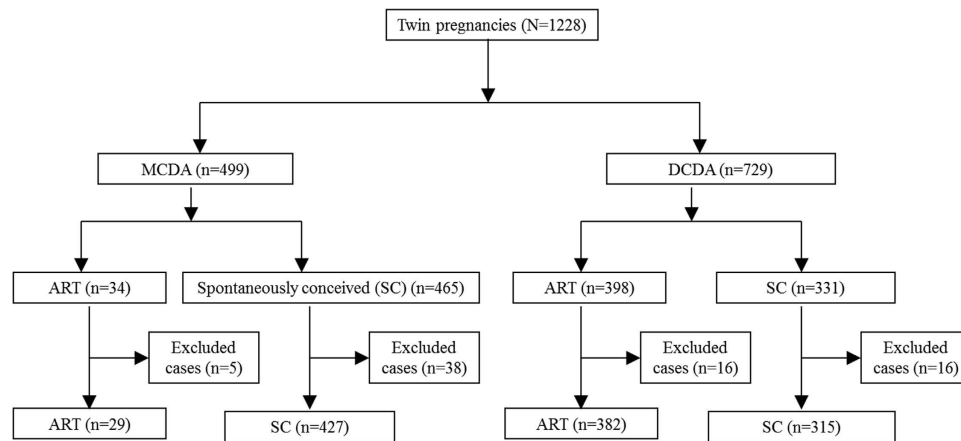 Twin pregnancies (N=1228)
MCDA (n=499)
DCDA (n=729)
ART (n=34)
Spontaneously conceived (SC) (n=465)
ART (n=398)
SC (n=331)
Excluded
cases (n=5)
Excluded
cases (n=38)
Excluded
cases (n=16)
Excluded
cases (n=16)
ART (n=29)
SC (n=427)
ART (n=382)
SC (n=315)